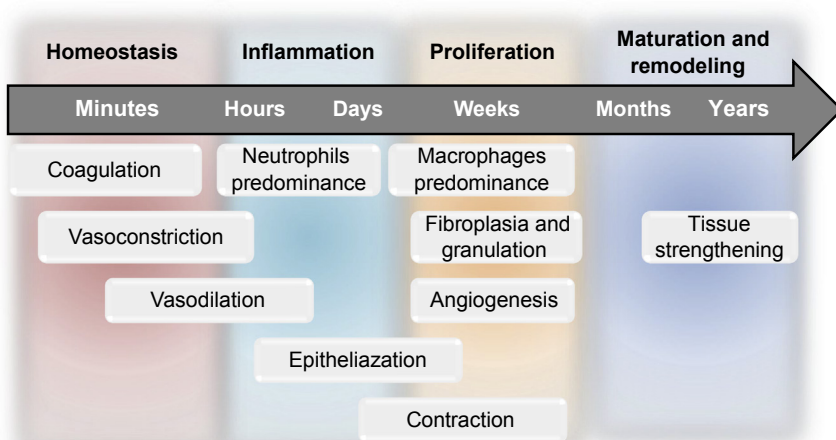 Homeostasis
Inflammation
Proliferation
Maturation and
remodeling
Minutes
Hours
Days
Weeks
Months
Years
Coagulation
Neutrophils
predominance
Macrophages
predominance
Vasoconstriction
Fibroplasia and
granulation
Tissue
strengthening
Vasodilation
Angiogenesis
Epitheliazation
Contraction